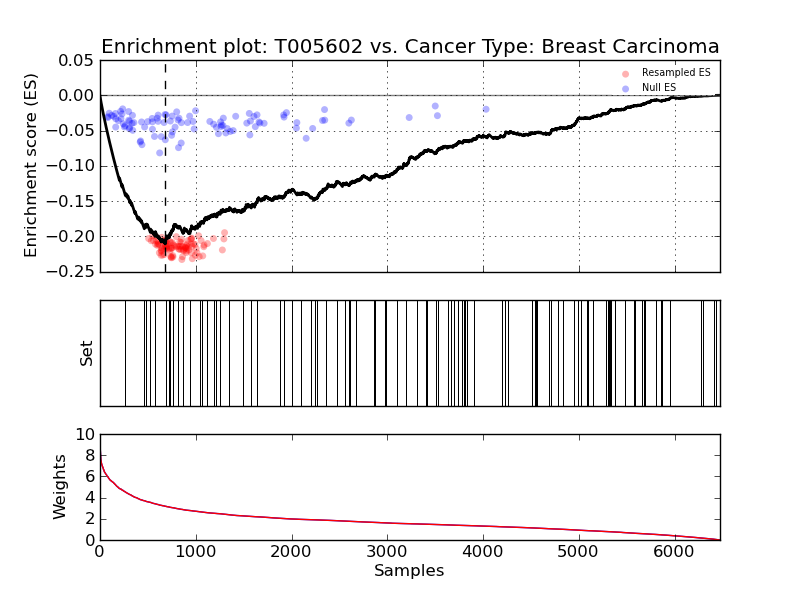 Enrichment plot: T005602 vs. Cancer Type: Breast Carcinoma
Enrichment score (ES)
0.05
0.00
−0.05
−0.10
−0.15
−0.20
−0.25
Resampled ES
Null ES
Set
Weights
10
8
6
4
2
0
0 1000 2000 3000 4000 5000 6000
Samples